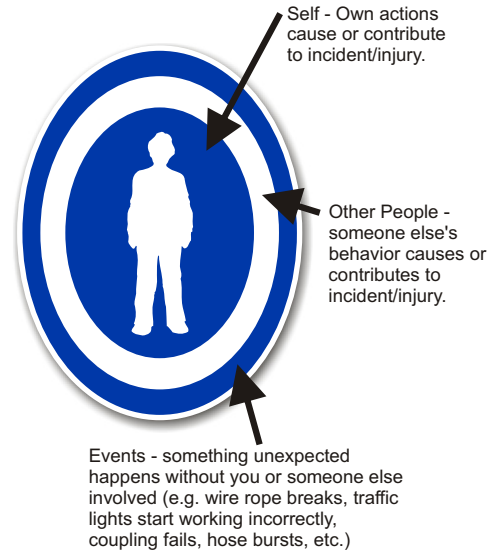 Self - Own actions
cause or contribute
to incident/injury.
Other People -
someone else's
behavior causes or
contributes to
incident/injury.
Events - something unexpected
happens without you or someone else
involved (e.g. wire rope breaks, traffic
lights start working incorrectly,
coupling fails, hose bursts, etc.)